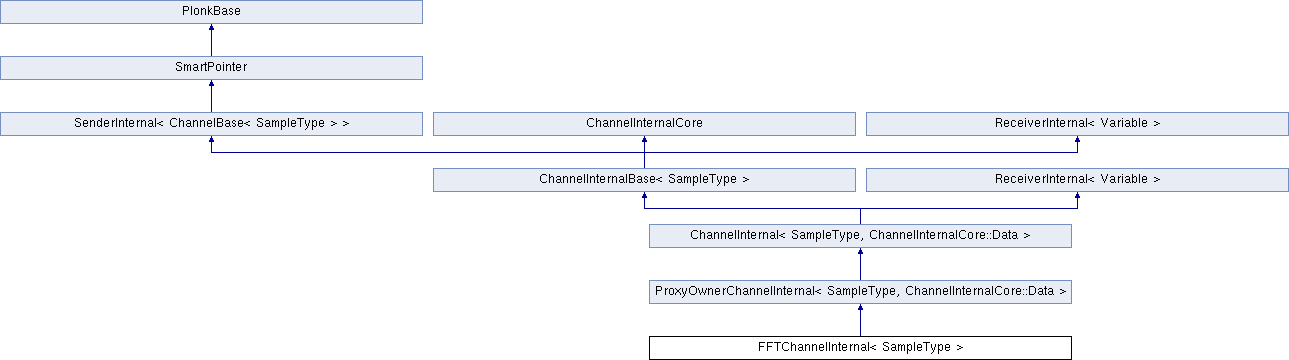 PlonkBase
SmartPointer
SenderInternal< ChannelBase< SampleType > >
ChannelInternalCore
ReceiverInternal< Variable >
ChannelInternalBase< SampleType >
ReceiverInternal< Variable >
ChannelInternal< SampleType, ChannelInternalCore::Data >
ProxyOwnerChannelInternal< SampleType, ChannelInternalCore::Data >
FFTChannelInternal< SampleType >